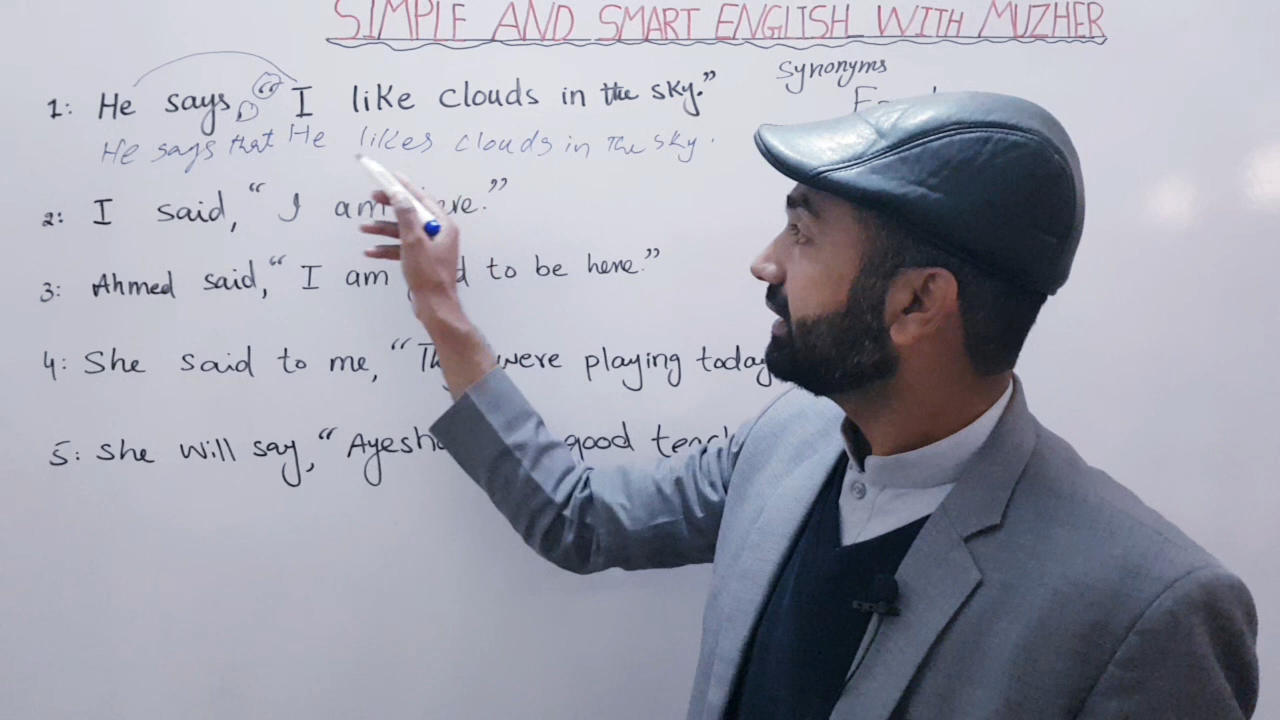 SIMPLE AND SMART ENGLISH WITH MUZHER
Synonyms
1: He says, "I like clouds in the sky."
He says that He likes clouds in the sky.
2: I said, "I am
3: Ahmed said, "I am to be here."
4: She said to me, " were playing today
5: She will say, " good